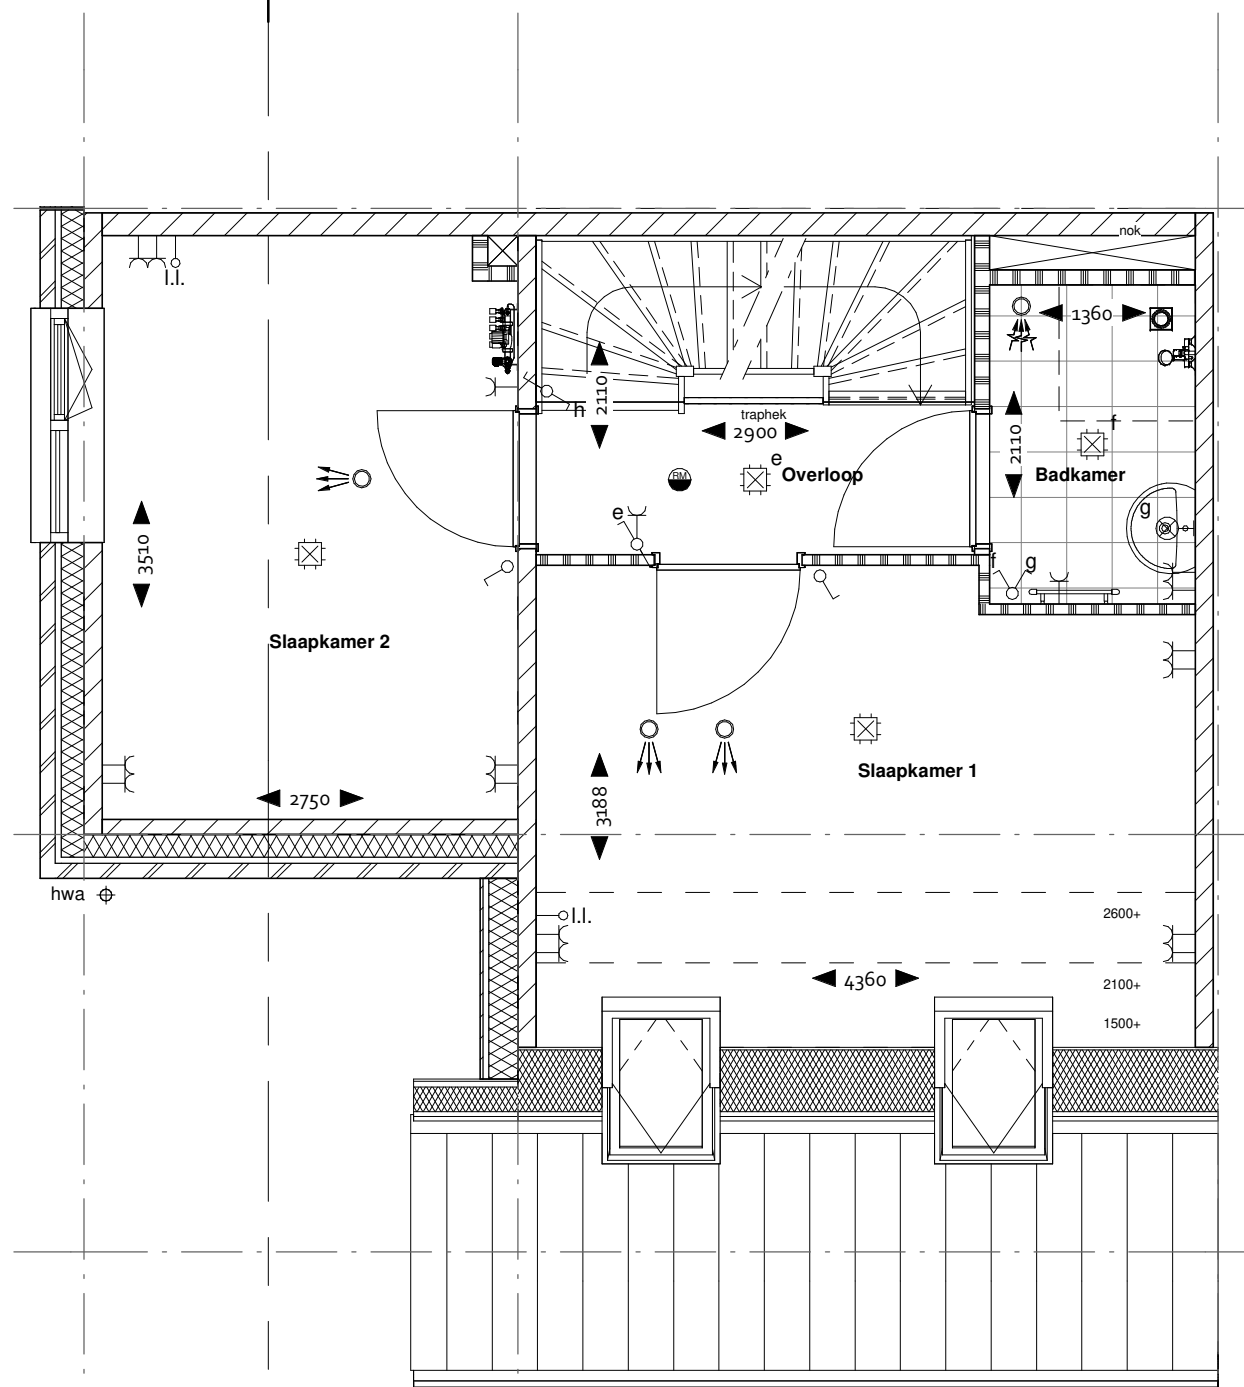 nok
l.l.
1360
h
2110
traphek
2900
f
2110
RM
e
Overloop
Badkamer
g
e
3510
f
g
Slaapkamer 2
Slaapkamer 1
2750
3188
hwa
l.l.
2600+
4360
2100+
1500+